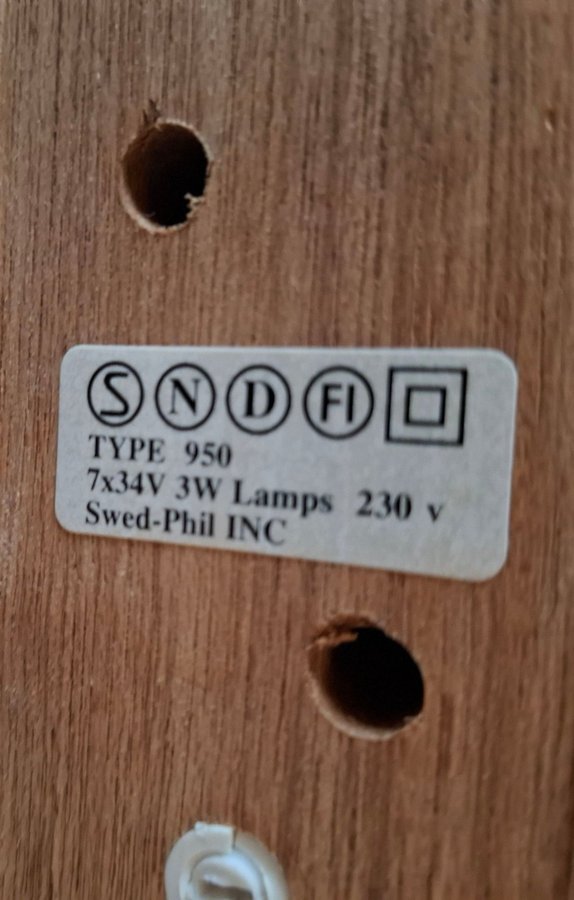 S N D FI
TYPE 950
7x34V 3W Lamps 230 v
Swed-Phil INC